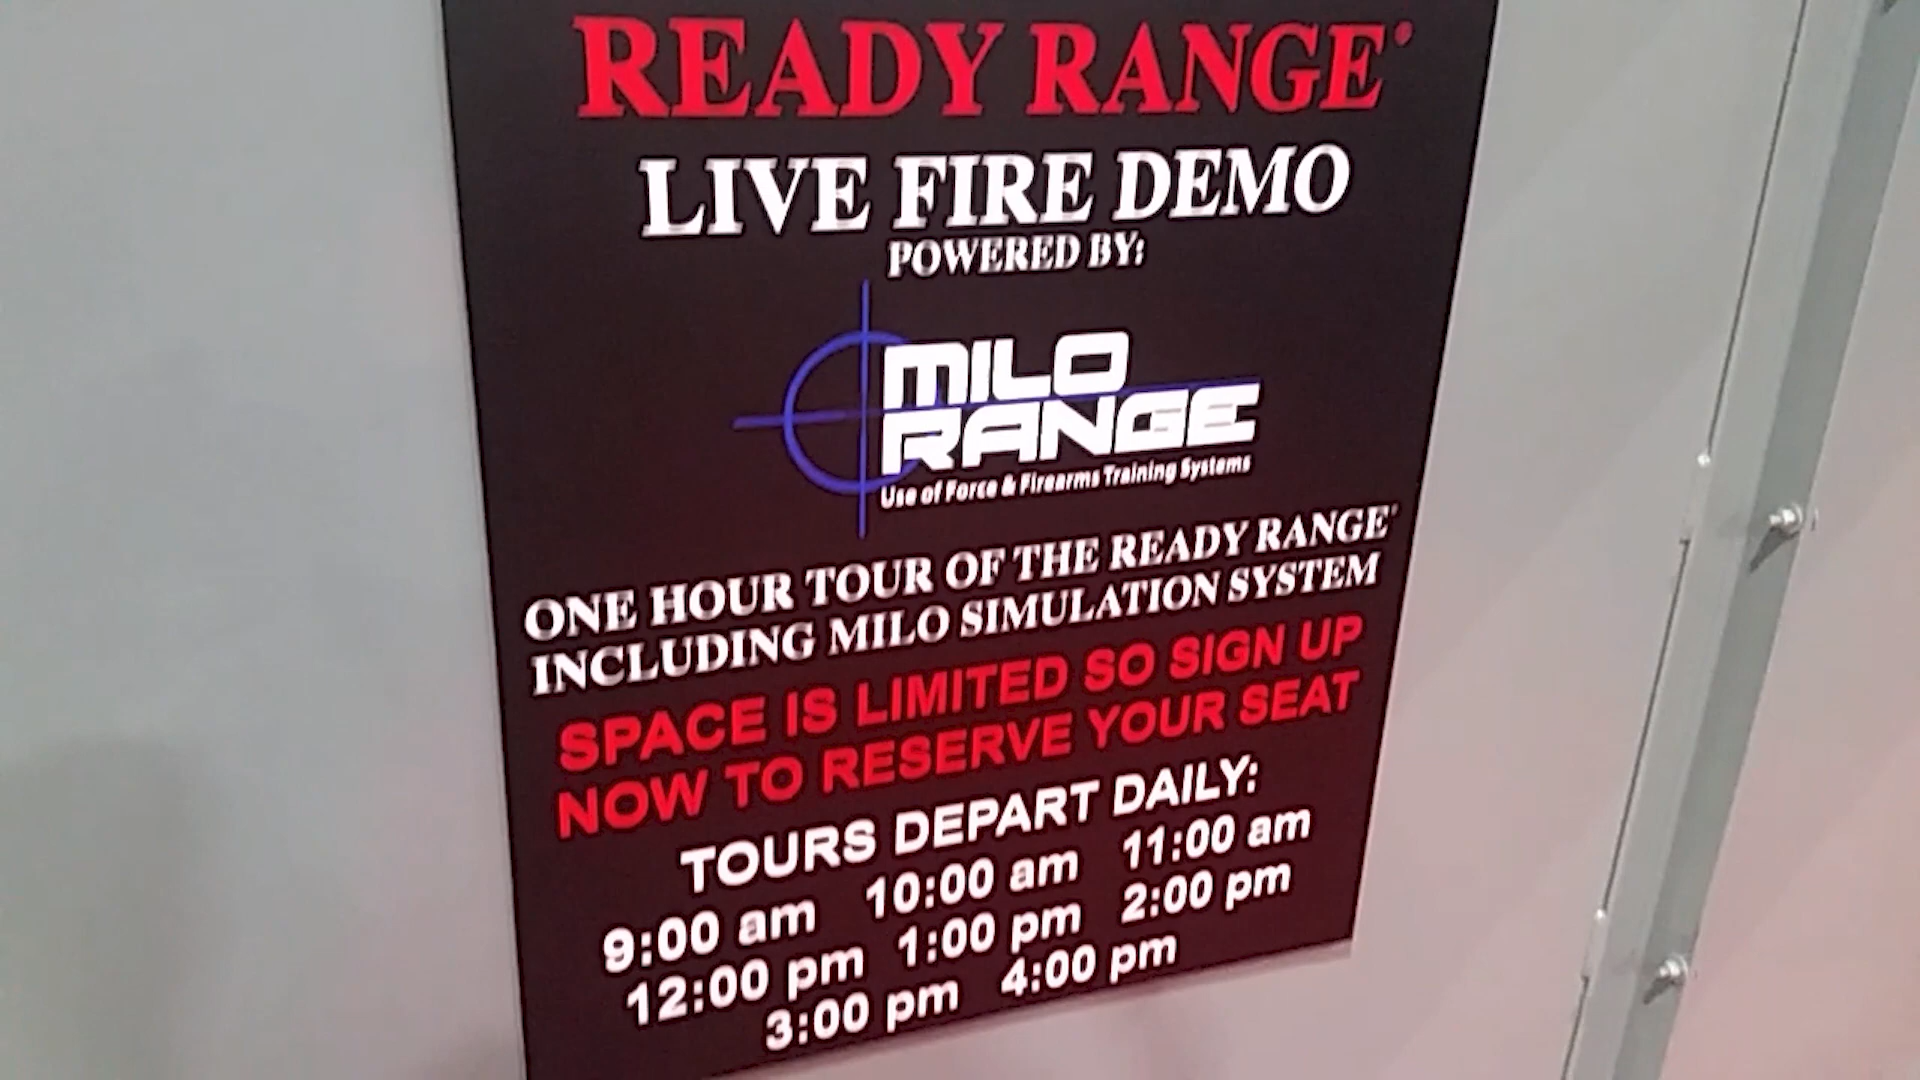 READY RANGE®
LIVE FIRE DEMO
POWERED BY:
MILO
RANGE
Use of Force & Firearms Training Systems
ONE HOUR TOUR OF THE READY RANGE®
INCLUDING MILO SIMULATION SYSTEM
SPACE IS LIMITED SO SIGN UP
NOW TO RESERVE YOUR SEAT
TOURS DEPART DAILY:
9:00 am 10:00 am 11:00 am
12:00 pm 1:00 pm 2:00 pm
3:00 pm 4:00 pm